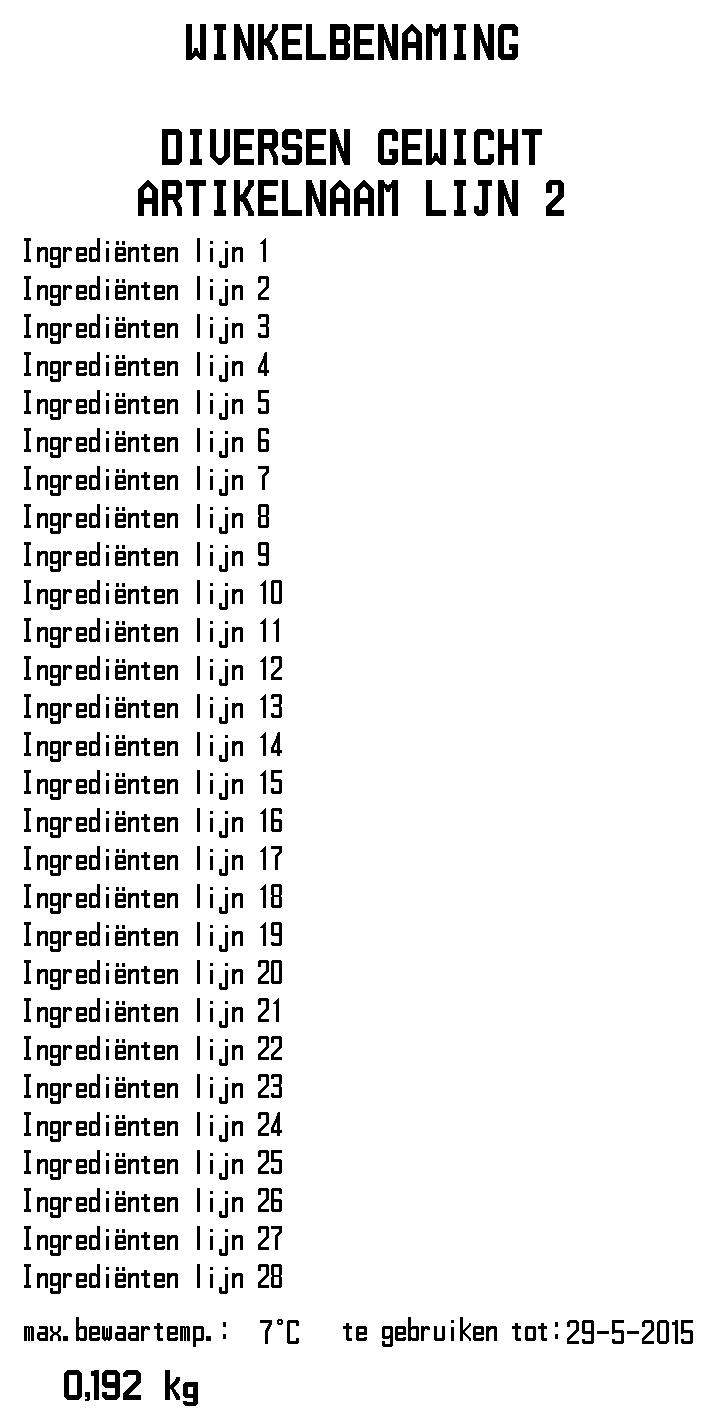 WINKELBENAMING
DIVERSEN GEWICHT
ARTIKELNAAM LIJN 2
Ingrediënten lijn 1
Ingrediënten lijn 2
Ingrediënten lijn 3
Ingrediënten lijn 4
Ingrediënten lijn 5
Ingrediënten lijn 6
Ingrediënten lijn 7
Ingrediënten lijn 8
Ingrediënten lijn 9
Ingrediënten lijn 10
Ingrediënten lijn 11
Ingrediënten lijn 12
Ingrediënten lijn 13
Ingrediënten lijn 14
Ingrediënten lijn 15
Ingrediënten lijn 16
Ingrediënten lijn 17
Ingrediënten lijn 18
Ingrediënten lijn 19
Ingrediënten lijn 20
Ingrediënten lijn 21
Ingrediënten lijn 22
Ingrediënten lijn 23
Ingrediënten lijn 24
Ingrediënten lijn 25
Ingrediënten lijn 26
Ingrediënten lijn 27
Ingrediënten lijn 28
max.bewaartemp.: 7°C te gebruiken tot:29-5-2015
0,192 kg